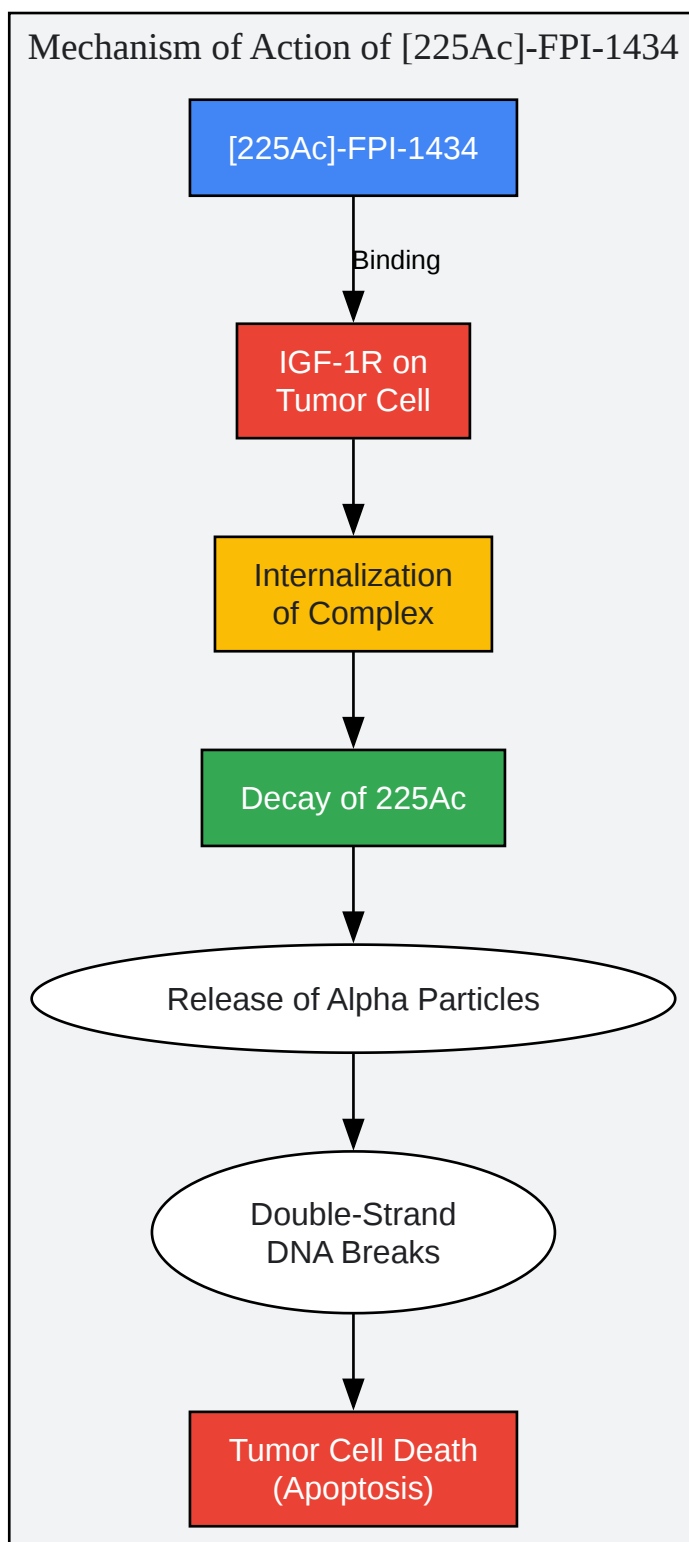 Mechanism of Action of [225Ac]-FPI-1434
[225Ac]-FPI-1434
Binding
IGF-1R on
Tumor Cell
Internalization
of Complex
Decay of 225Ac
Release of Alpha Particles
Double-Strand
DNA Breaks
Tumor Cell Death
(Apoptosis)